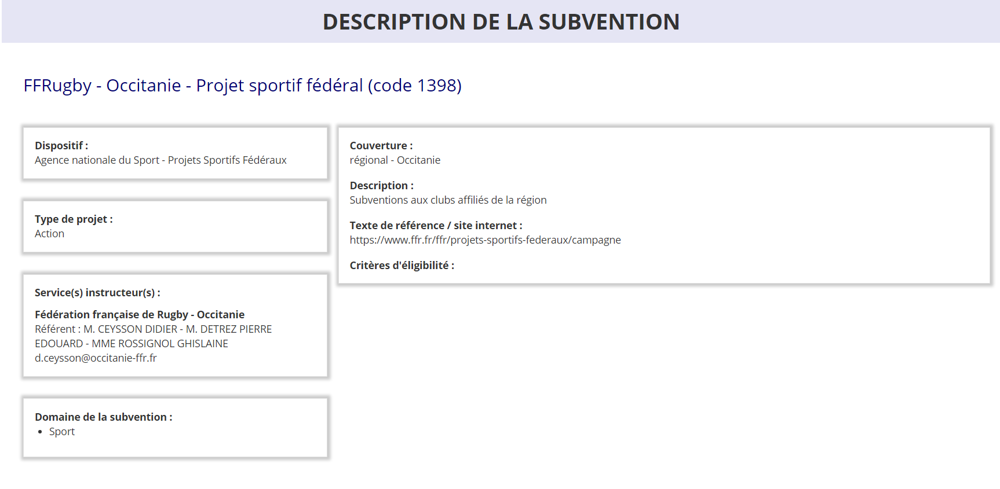 DESCRIPTION DE LA SUBVENTION
FFRugby - Occitanie - Projet sportif fédéral (code 1398)
Dispositif :
Agence nationale du Sport - Projets Sportifs Fédéraux
Type de projet :
Action
Service(s) instructeur(s) :
Fédération française de Rugby - Occitanie
Référent : M. CEYSSON DIDIER - M. DETREZ PIERRE
EDOUARD - MME ROSSIGNOL GHISLAINE
d.ceysson@occitanie-ffr.fr
Domaine de la subvention :
• Sport
Couverture :
régional - Occitanie
Description :
Subventions aux clubs affiliés de la région
Texte de référence / site internet :
https://www.ffr.fr/ffr/projets-sportifs-federaux/campagne
Critères d'éligibilité :